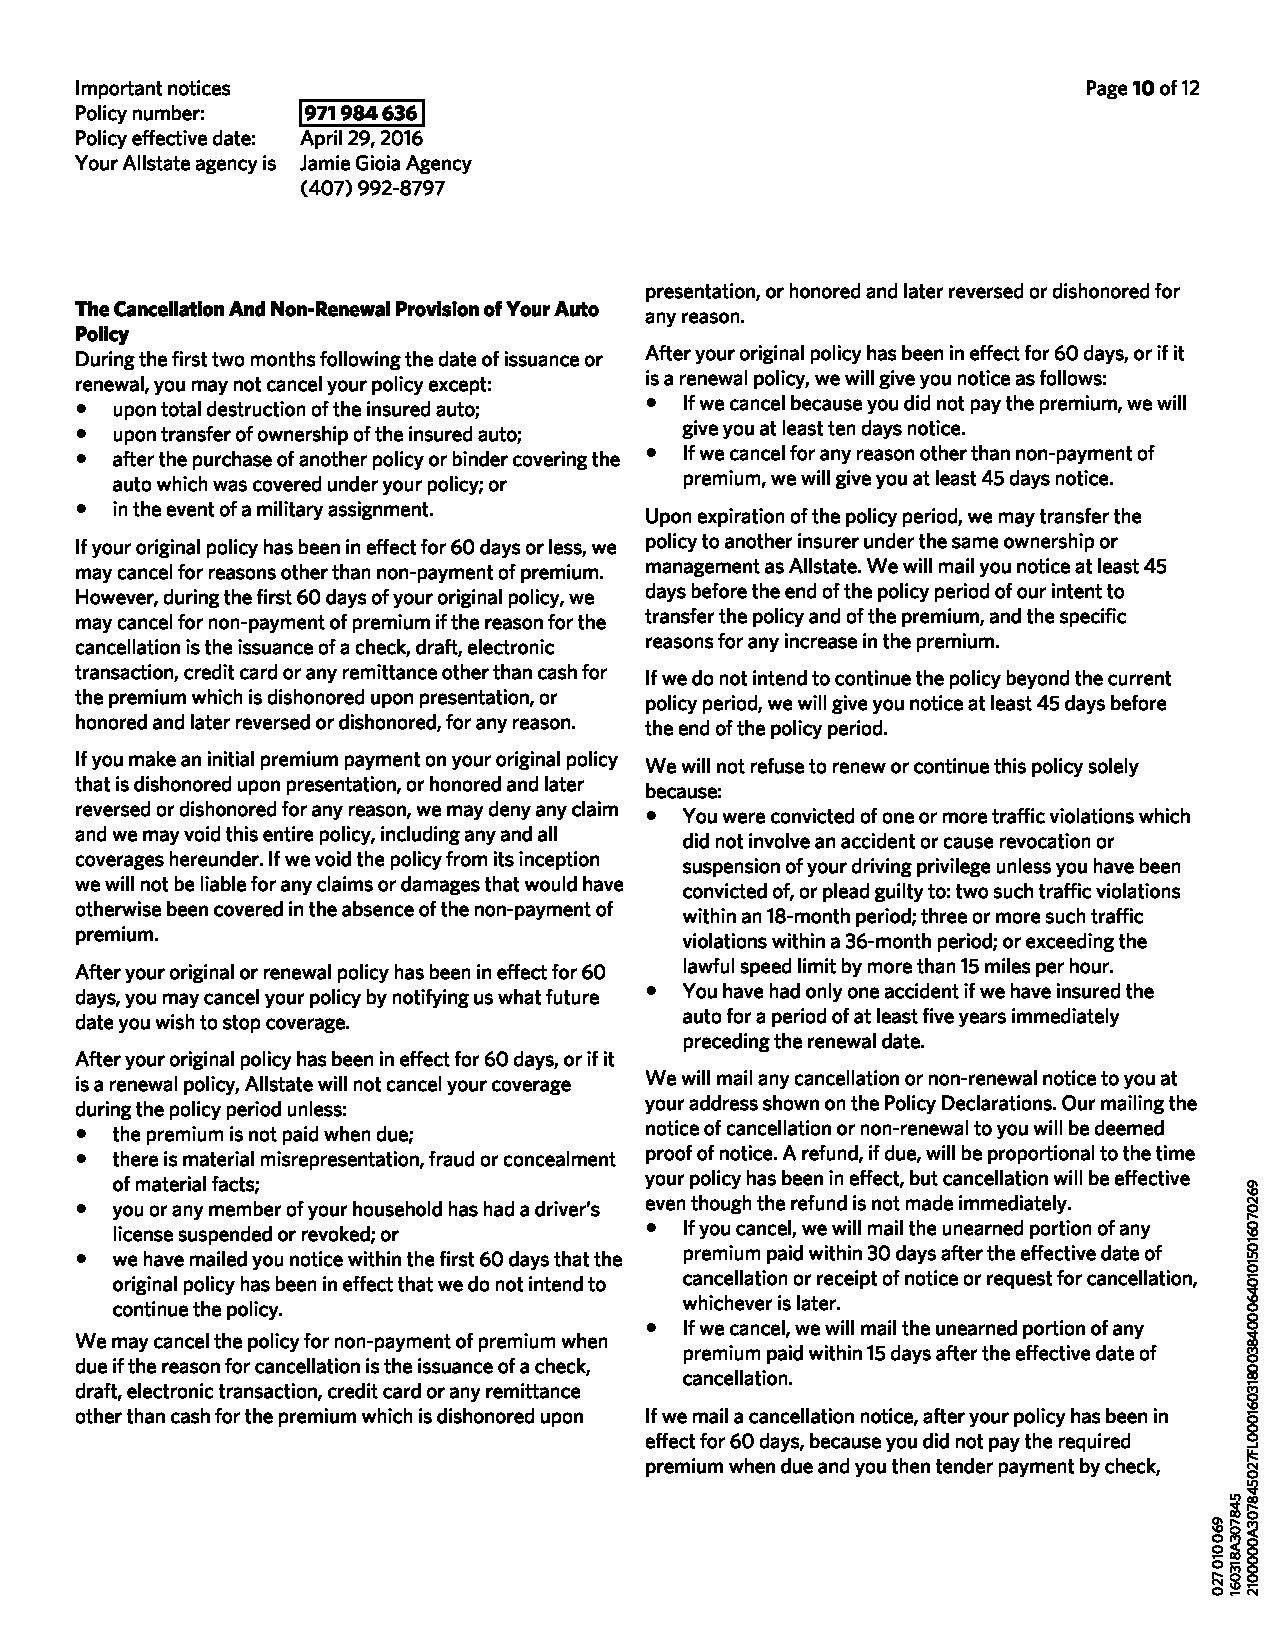 Important notices
Page 10 of 12
Policy number: 971 984 636
Policy effective date: April 29, 2016
Your Allstate agency is Jamie Gioia Agency
(407) 992-8797
The Cancellation And Non-Renewal Provision of Your Auto
Policy
During the first two months following the date of issuance or
renewal, you may not cancel your policy except:
• upon total destruction of the insured auto;
• upon transfer of ownership of the insured auto;
• after the purchase of another policy or binder covering the
auto which was covered under your policy; or
• in the event of a military assignment.
If your original policy has been in effect for 60 days or less, we
may cancel for reasons other than non-payment of premium.
However, during the first 60 days of your original policy, we
may cancel for non-payment of premium if the reason for the
cancellation is the issuance of a check, draft, electronic
transaction, credit card or any remittance other than cash for
the premium which is dishonored upon presentation, or
honored and later reversed or dishonored, for any reason.
If you make an initial premium payment on your original policy
that is dishonored upon presentation, or honored and later
reversed or dishonored for any reason, we may deny any claim
and we may void this entire policy, including any and all
coverages hereunder. If we void the policy from its inception
we will not be liable for any claims or damages that would have
otherwise been covered in the absence of the non-payment of
premium.
After your original or renewal policy has been in effect for 60
days, you may cancel your policy by notifying us what future
date you wish to stop coverage.
After your original policy has been in effect for 60 days, or if it
is a renewal policy, Allstate will not cancel your coverage
during the policy period unless:
• the premium is not paid when due;
• there is material misrepresentation, fraud or concealment
of material facts;
• you or any member of your household has had a driver's
license suspended or revoked; or
• we have mailed you notice within the first 60 days that the
original policy has been in effect that we do not intend to
continue the policy.
We may cancel the policy for non-payment of premium when
due if the reason for cancellation is the issuance of a check,
draft, electronic transaction, credit card or any remittance
other than cash for the premium which is dishonored upon
presentation, or honored and later reversed or dishonored for
any reason.
After your original policy has been in effect for 60 days, or if it
is a renewal policy, we will give you notice as follows:
• If we cancel because you did not pay the premium, we will
give you at least ten days notice.
• If we cancel for any reason other than non-payment of
premium, we will give you at least 45 days notice.
Upon expiration of the policy period, we may transfer the
policy to another insurer under the same ownership or
management as Allstate. We will mail you notice at least 45
days before the end of the policy period of our intent to
transfer the policy and of the premium, and the specific
reasons for any increase in the premium.
If we do not intend to continue the policy beyond the current
policy period, we will give you notice at least 45 days before
the end of the policy period.
We will not refuse to renew or continue this policy solely
because:
• You were convicted of one or more traffic violations which
did not involve an accident or cause revocation or
suspension of your driving privilege unless you have been
convicted of, or plead guilty to: two such traffic violations
within an 18-month period; three or more such traffic
violations within a 36-month period; or exceeding the
lawful speed limit by more than 15 miles per hour.
• You have had only one accident if we have insured the
auto for a period of at least five years immediately
preceding the renewal date.
We will mail any cancellation or non-renewal notice to you at
your address shown on the Policy Declarations. Our mailing the
notice of cancellation or non-renewal to you will be deemed
proof of notice. A refund, if due, will be proportional to the time
your policy has been in effect, but cancellation will be effective
even though the refund is not made immediately.
• If you cancel, we will mail the unearned portion of any
premium paid within 30 days after the effective date of
cancellation or receipt of notice or request for cancellation,
whichever is later.
• If we cancel, we will mail the unearned portion of any
premium paid within 15 days after the effective date of
cancellation.
If we mail a cancellation notice, after your policy has been in
effect for 60 days, because you did not pay the required
premium when due and you then tender payment by check,
027 010 069
160318A307845
2100000A307845027FL00016031800384000640101501607 0269